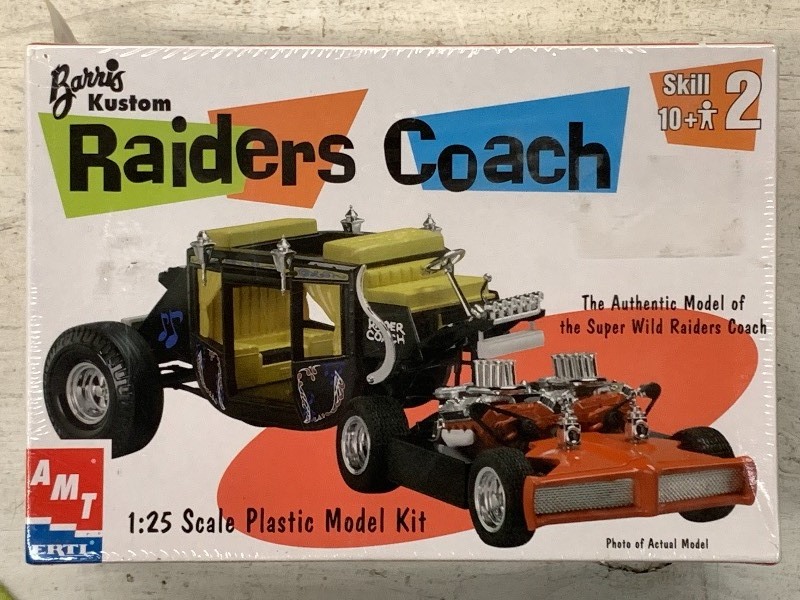 Barris
Kustom
Raiders Coach
Skill 2
10+
The Authentic Model of
the Super Wild Raiders Coach
RAIDER
COACH
AMT
ERTL
1:25 Scale Plastic Model Kit
Photo of Actual Model